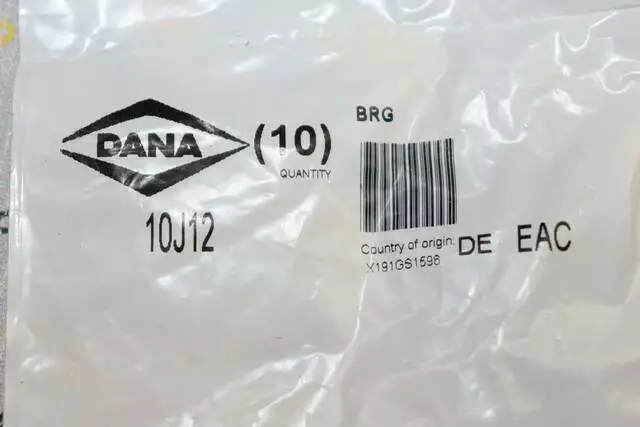 DANA
(10)
QUANTITY
10J12
BRG
Country of origin: DE EAC
X191GS1596